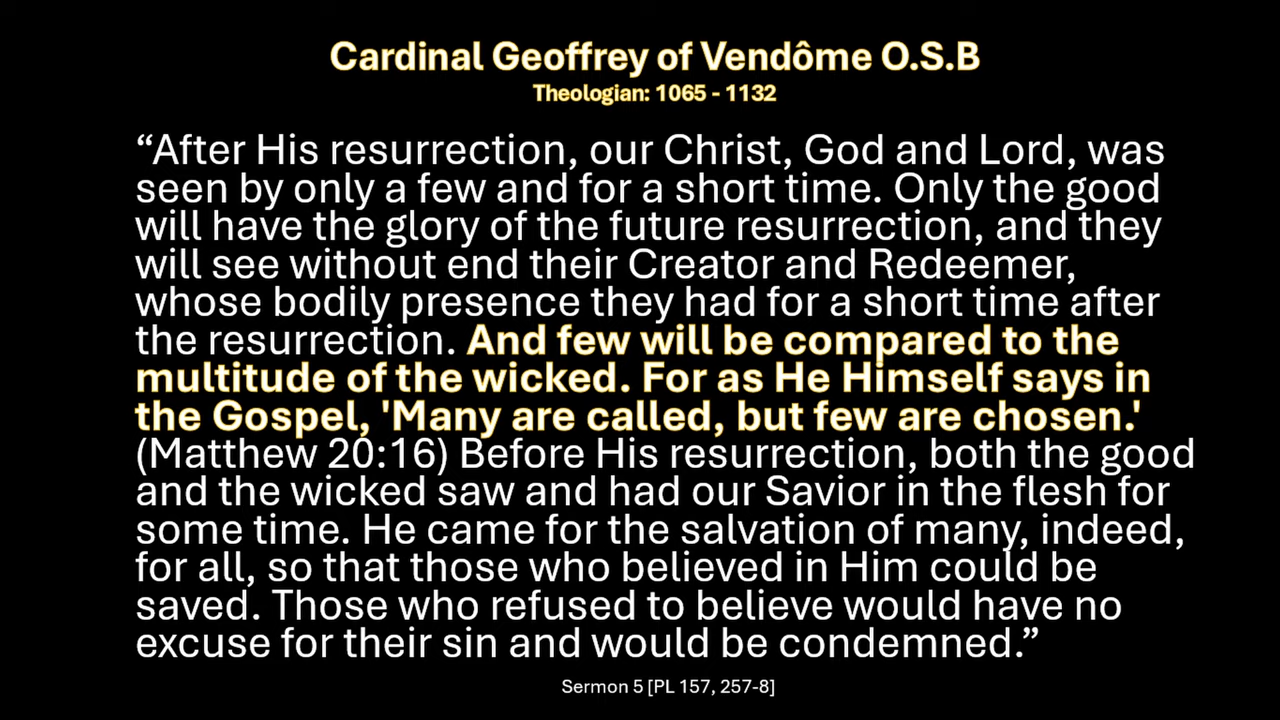 Cardinal Geoffrey of Vendôme O.S.B
Theologian: 1065 - 1132
“After His resurrection, our Christ, God and Lord, was
seen by only a few and for a short time. Only the good
will have the glory of the future resurrection, and they
will see without end their Creator and Redeemer,
whose bodily presence they had for a short time after
the resurrection. And few will be compared to the
multitude of the wicked. For as He Himself says in
the Gospel, 'Many are called, but few are chosen.'
(Matthew 20:16) Before His resurrection, both the good
and the wicked saw and had our Savior in the flesh for
some time. He came for the salvation of many, indeed,
for all, so that those who believed in Him could be
saved. Those who refused to believe would have no
excuse for their sin and would be condemned.”
Sermon 5 [PL 157, 257-8]